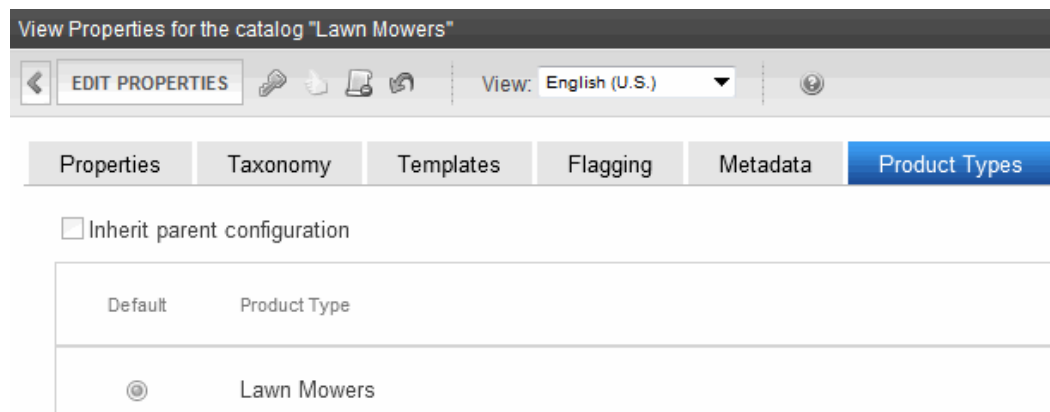 View Properties for the catalog "Lawn Mowers"
EDIT PROPERTIES View: English (U.S.)
Properties Taxonomy Templates Flagging Metadata Product Types
Inherit parent configuration
Default Product Type
Lawn Mowers